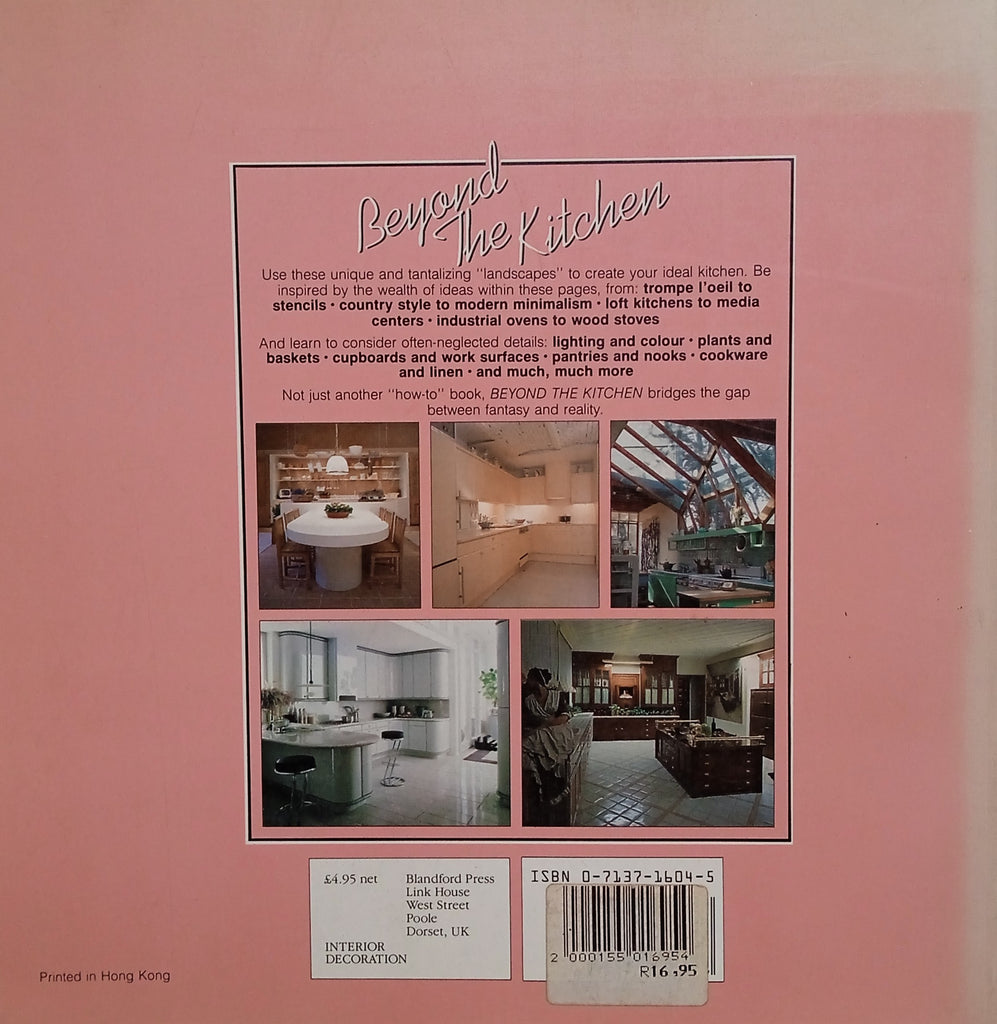 Beyond
The Kitchen
Use these unique and tantalizing "landscapes" to create your ideal kitchen. Be
inspired by the wealth of ideas within these pages, from: trompe l'oeil to
stencils • country style to modern minimalism • loft kitchens to media
centers • industrial ovens to wood stoves
And learn to consider often-neglected details: lighting and colour • plants and
baskets • cupboards and work surfaces • pantries and nooks • cookware
and linen • and much, much more
Not just another "how-to" book, BEYOND THE KITCHEN bridges the gap
between fantasy and reality.
£4.95 net
Blandford Press
Link House
West Street
Poole
Dorset, UK
INTERIOR
DECORATION
ISBN 0-7137-1604-5
2 000155 016954
R16,95
Printed in Hong Kong